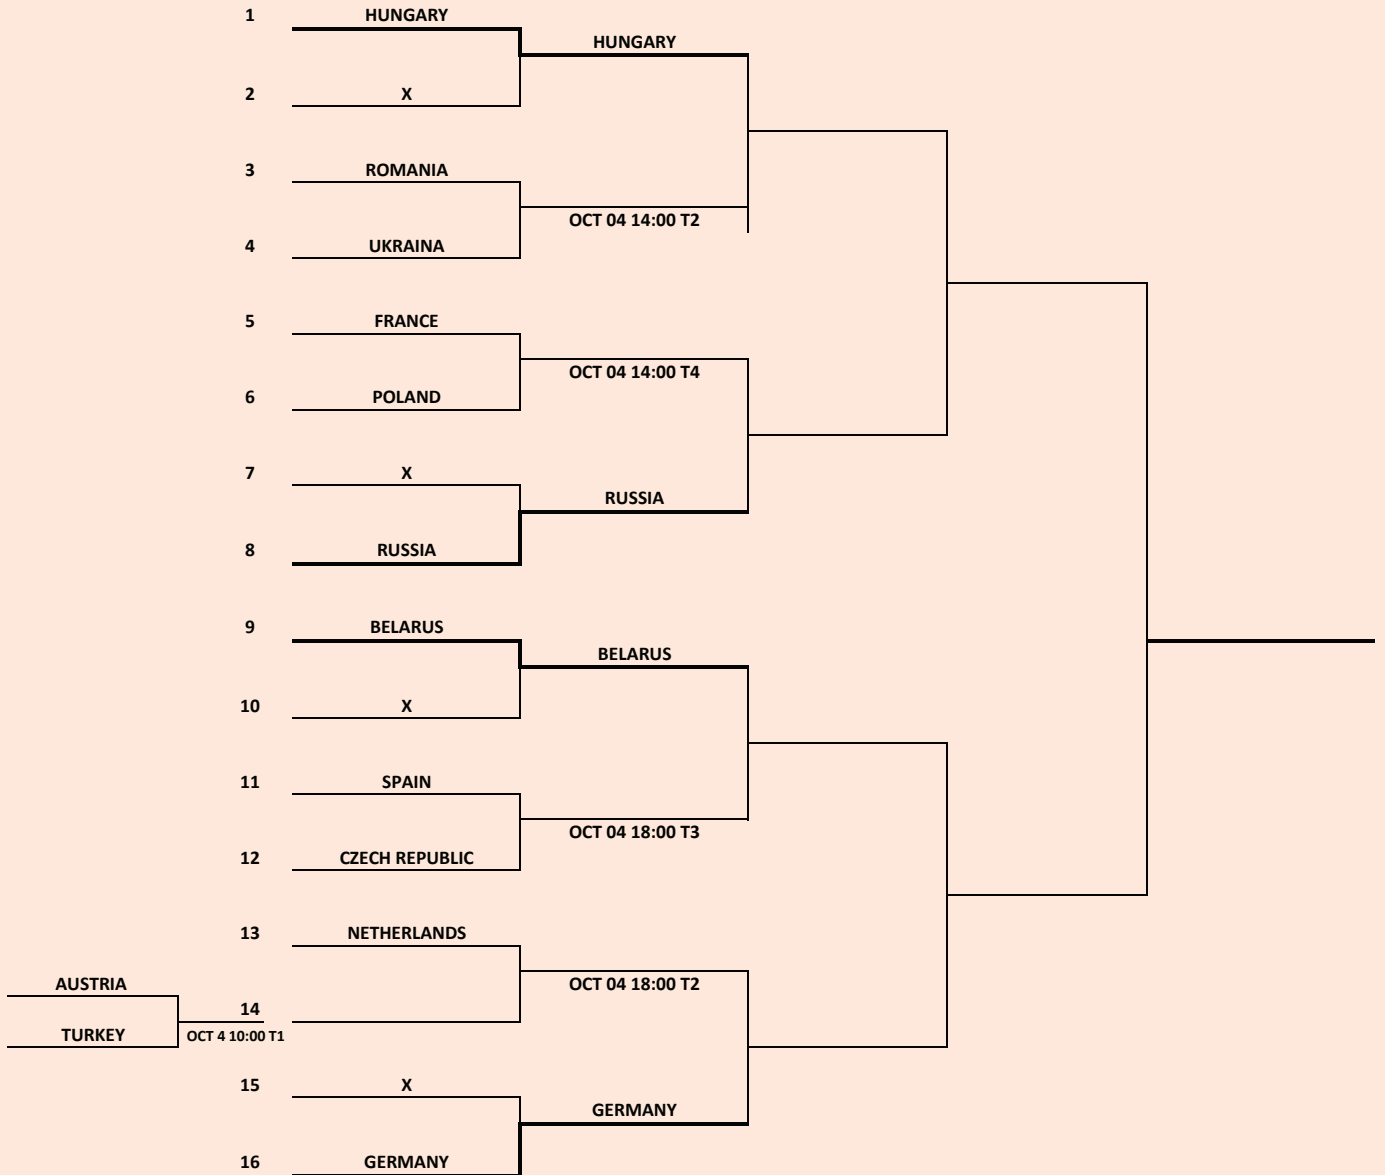 1 HUNGARY
HUNGARY
2 X
3 ROMANIA
OCT 04 14:00 T2
4 UKRAINA
5 FRANCE
OCT 04 14:00 T4
6 POLAND
7 X
RUSSIA
8 RUSSIA
9 BELARUS
BELARUS
10 X
11 SPAIN
OCT 04 18:00 T3
12 CZECH REPUBLIC
13 NETHERLANDS
AUSTRIA
OCT 04 18:00 T2
14
TURKEY
OCT 4 10:00 T1
15 X
GERMANY
16 GERMANY